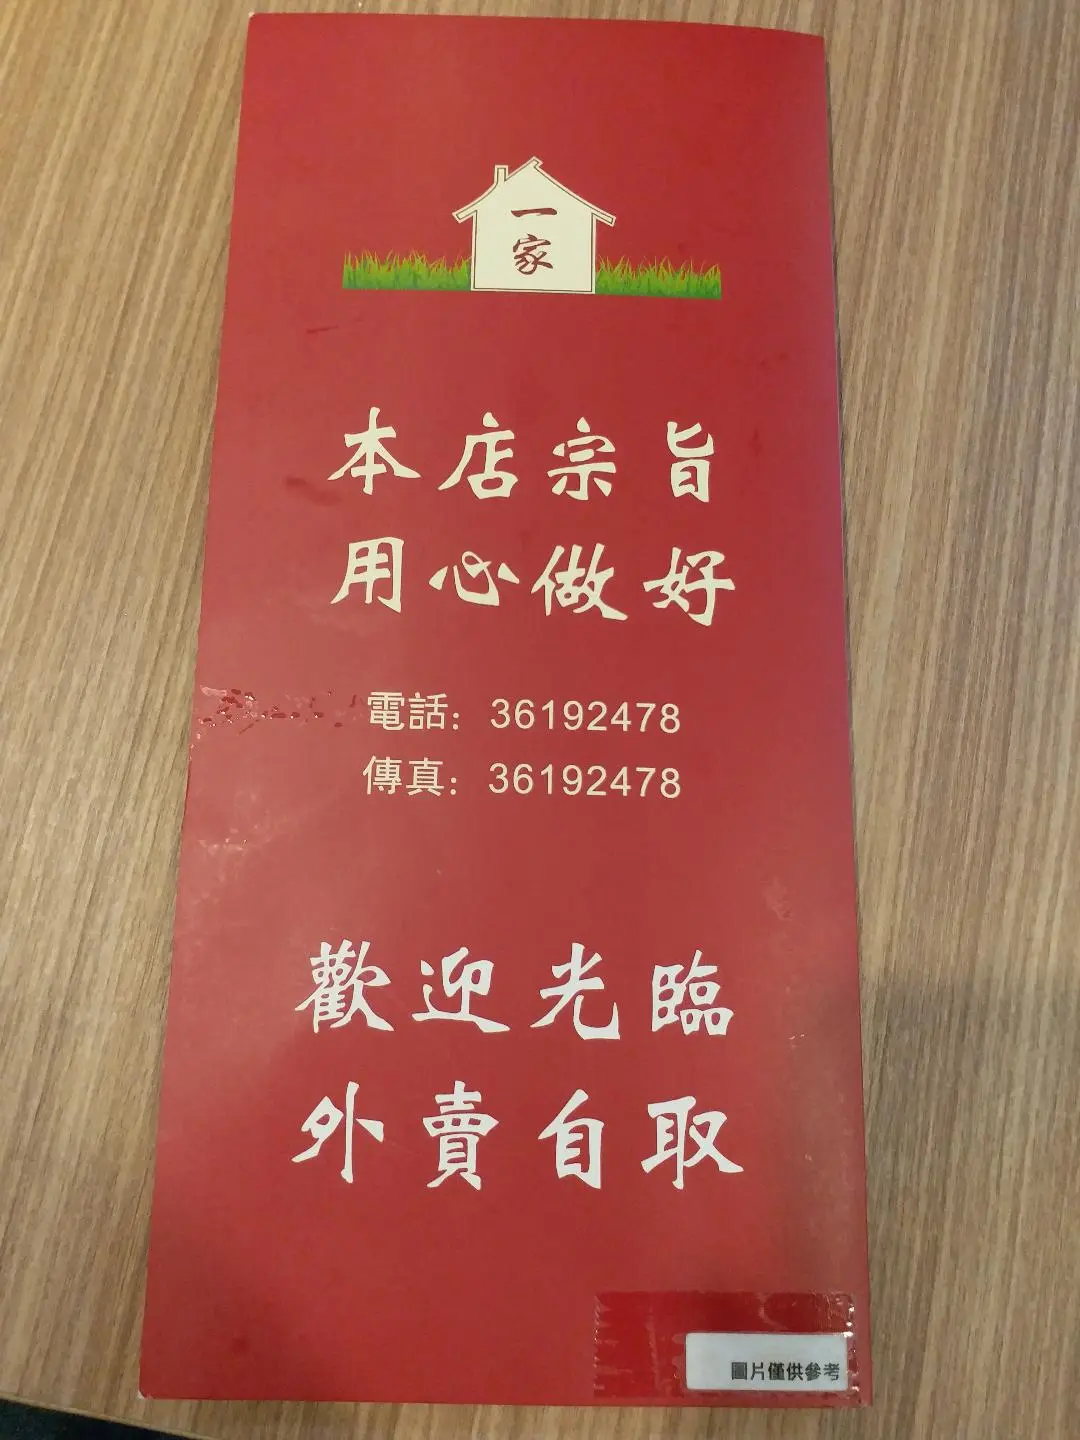 一
家
本店宗旨
用心做好
電話: 36192478
傳真: 36192478
歡迎光臨
外賣自取
圖片僅供參考